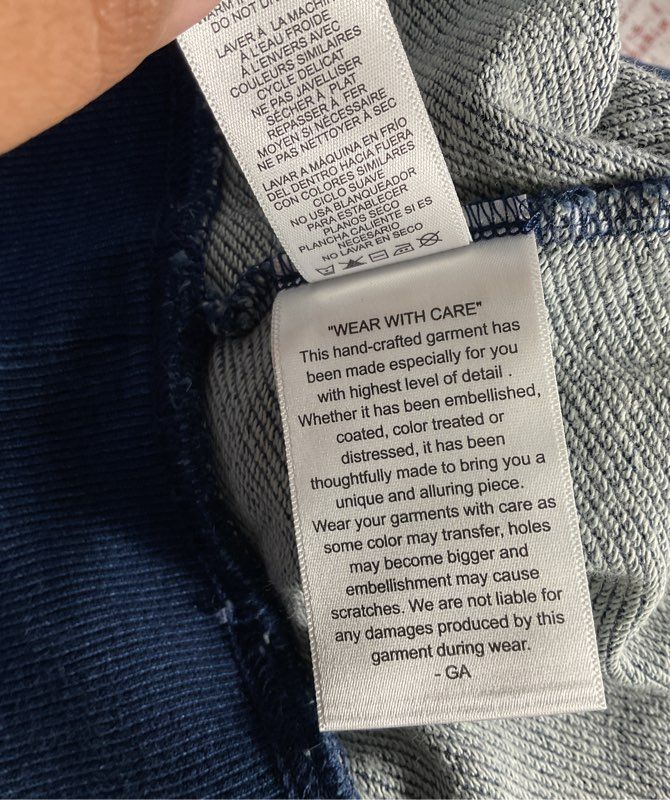 DO NOT
LAVER À LA MACHI
À L'EAU FROIDE
À L'ENVERS AVEC
COULEURS SIMILAIRES
CYCLE DELICAT
NE PAS JAVELLISER
SÉCHER À PLAT
REPASSER À FER
MOYEN SI NÉCESSAIRE
NE PAS NETTOYER À SEC
LAVAR A MÁQUINA EN FRÍO
DEL DENTRO HACIA FUERA
CON COLORES SIMILARES
CICLO SUAVE
NO USA BLANQUEADOR
PARA ESTABLECER
PLANOS SECO
PLANCHA CALIENTE SI ES
NECESARIO
NO LAVAR EN SECO
"WEAR WITH CARE"
This hand-crafted garment has
been made especially for you
with highest level of detail .
Whether it has been embellished,
coated, color treated or
distressed, it has been
thoughtfully made to bring you a
unique and alluring piece.
Wear your garments with care as
some color may transfer, holes
may become bigger and
embellishment may cause
scratches. We are not liable for
any damages produced by this
garment during wear.
- GA